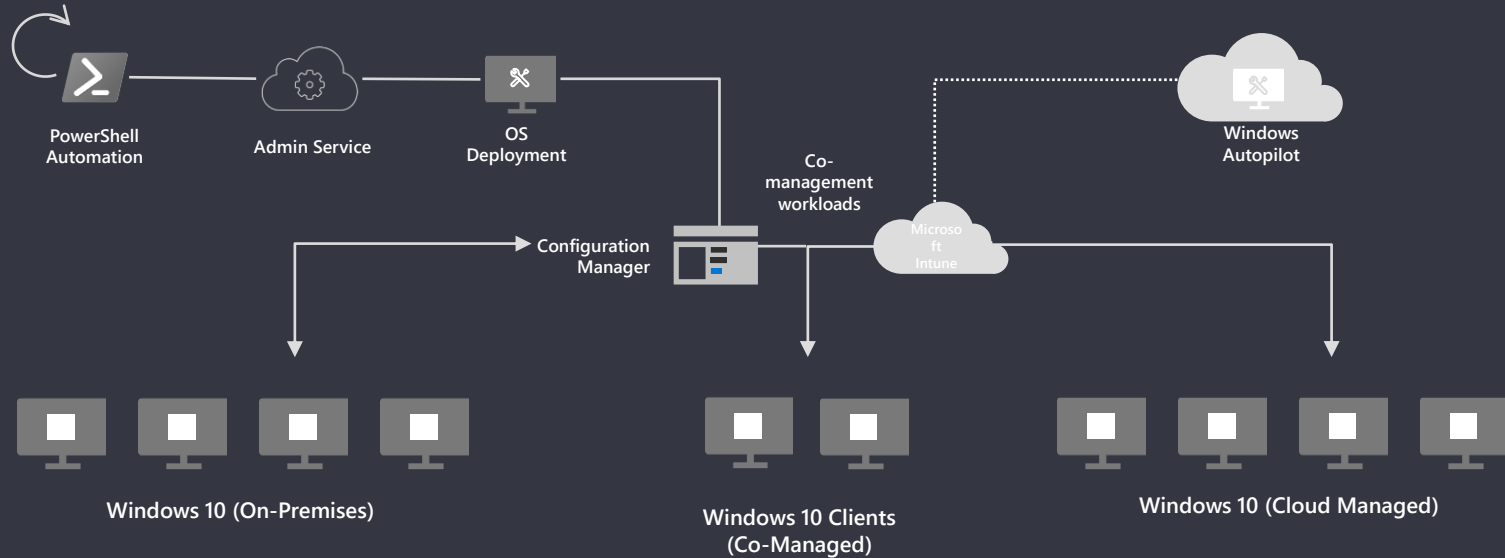 PowerShell
Automation
Admin Service
OS
Deployment
Windows
Autopilot
Co-
management
workloads
Configuration
Manager
Microso
ft
Intune
Windows 10 (On-Premises)
Windows 10 Clients
(Co-Managed)
Windows 10 (Cloud Managed)